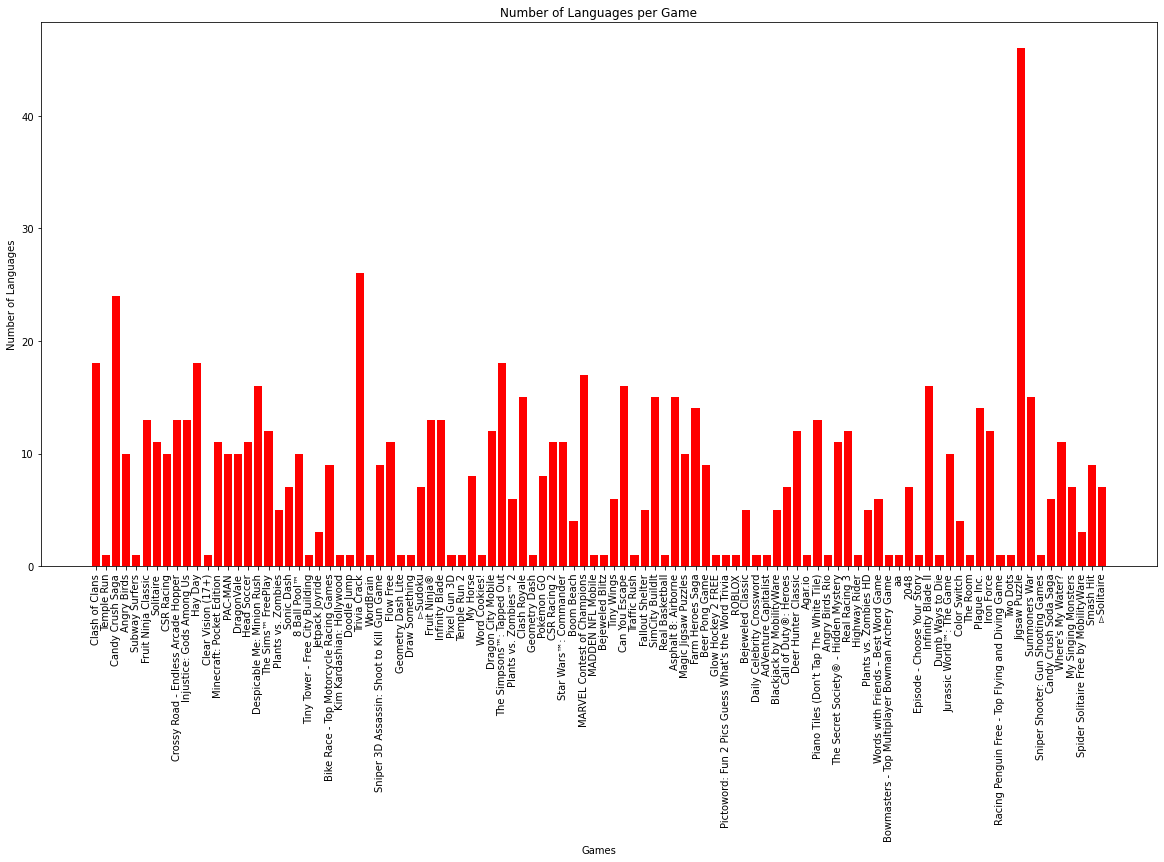 Number of Languages per Game
Number of Languages
40
30
20
10
0
Clash of Clans
Temple Run
Candy Crush Saga
Angry Birds
Subway Surfers
Fruit Ninja Classic
Solitaire
CSR Racing
Crossy Road - Endless Arcade Hopper
Injustice: Gods Among Us
Hay Day
Clear Vision (17+)
Minecraft: Pocket Edition
PAC-MAN
DragonVale
Head Soccer
Despicable Me: Minion Rush
The Sims™ FreePlay
Plants vs. Zombies
Sonic Dash
8 Ball Pool™
Tiny Tower - Free City Building
Jetpack Joyride
Bike Race - Top Motorcycle Racing Games
Kim Kardashian: Hollywood
Doodle Jump
Trivia Crack
WordBrain
Sniper 3D Assassin: Shoot to Kill Gun Game
Flow Free
Geometry Dash Lite
Draw Something
▻Sudoku
Fruit Ninja®
Infinity Blade
Pixel Gun 3D
Temple Run 2
My Horse
Word Cookies!
Dragon City Mobile
The Simpsons™: Tapped Out
Plants vs. Zombies™ 2
Clash Royale
Geometry Dash
Pokémon GO
CSR Racing 2
Star Wars™: Commander
Boom Beach
MARVEL Contest of Champions
MADDEN NFL Mobile
Bejeweled Blitz
Tiny Wings
Can You Escape
Traffic Rush
Fallout Shelter
SimCity BuildIt
Real Basketball
Asphalt 8: Airborne
Magic Jigsaw Puzzles
Farm Heroes Saga
Beer Pong Game
Glow Hockey 2 FREE
Pictoword: Fun 2 Pics Guess What's the Word Trivia
ROBLOX
Bejeweled Classic
Daily Celebrity Crossword
AdVenture Capitalist
Blackjack by MobilityWare
Call of Duty®: Heroes
Deer Hunter Classic
Agar.io
Piano Tiles (Don't Tap The White Tile)
Angry Birds Rio
The Secret Society® - Hidden Mystery
Real Racing 3
Highway Rider
Plants vs. Zombies HD
Words with Friends – Best Word Game
Bowmasters - Top Multiplayer Bowman Archery Game
aa
2048
Episode - Choose Your Story
Infinity Blade II
Dumb Ways to Die
Jurassic World™: The Game
Color Switch
The Room
Plague Inc.
Iron Force
Racing Penguin Free - Top Flying and Diving Game
Two Dots
Jigsaw Puzzle
Summoners War
Sniper Shooter: Gun Shooting Games
Candy Crush Soda Saga
Where's My Water?
My Singing Monsters
Spider Solitaire Free by MobilityWare
Smash Hit
▻Solitaire
Games